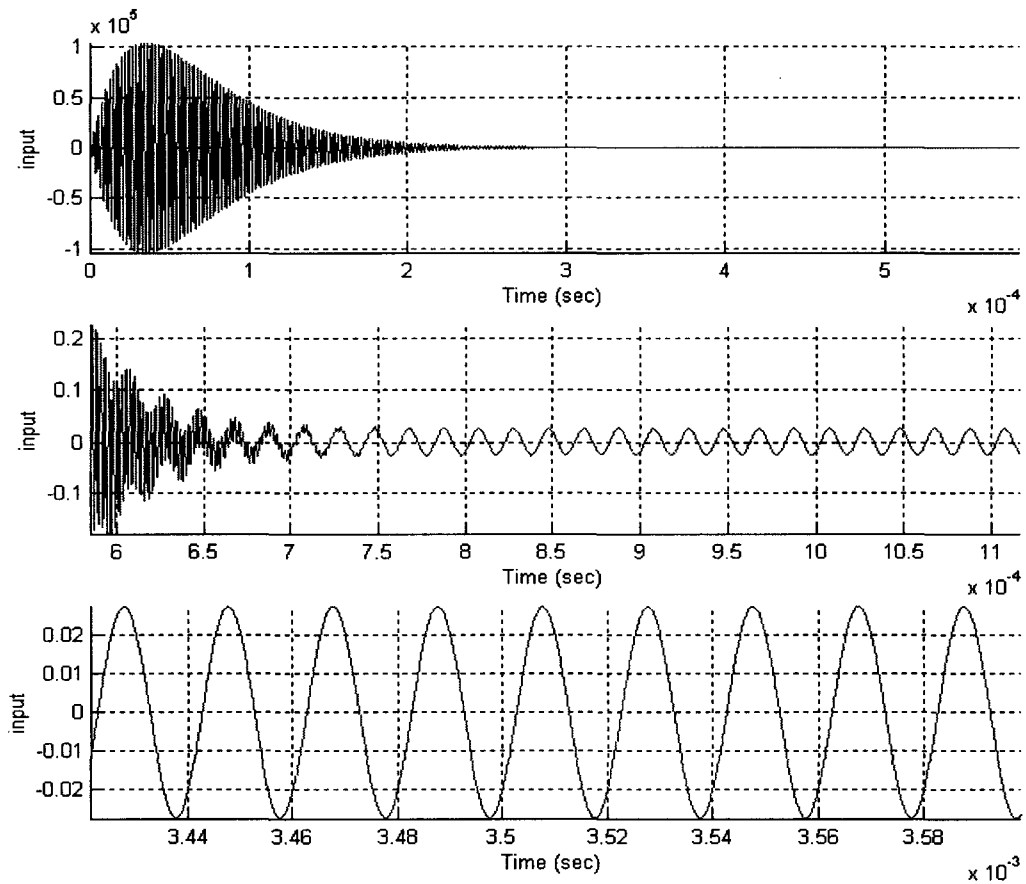 x 10^5
1
0.5
0
-0.5
-1
input
0 1 2 3 4 5
Time (sec)
x 10^-4
0.2
0.1
0
-0.1
input
6 6.5 7 7.5 8 8.5 9 9.5 10 10.5 11
Time (sec)
x 10^-4
0.02
0.01
0
-0.01
-0.02
input
3.44 3.46 3.48 3.5 3.52 3.54 3.56 3.58
Time (sec)
x 10^-3